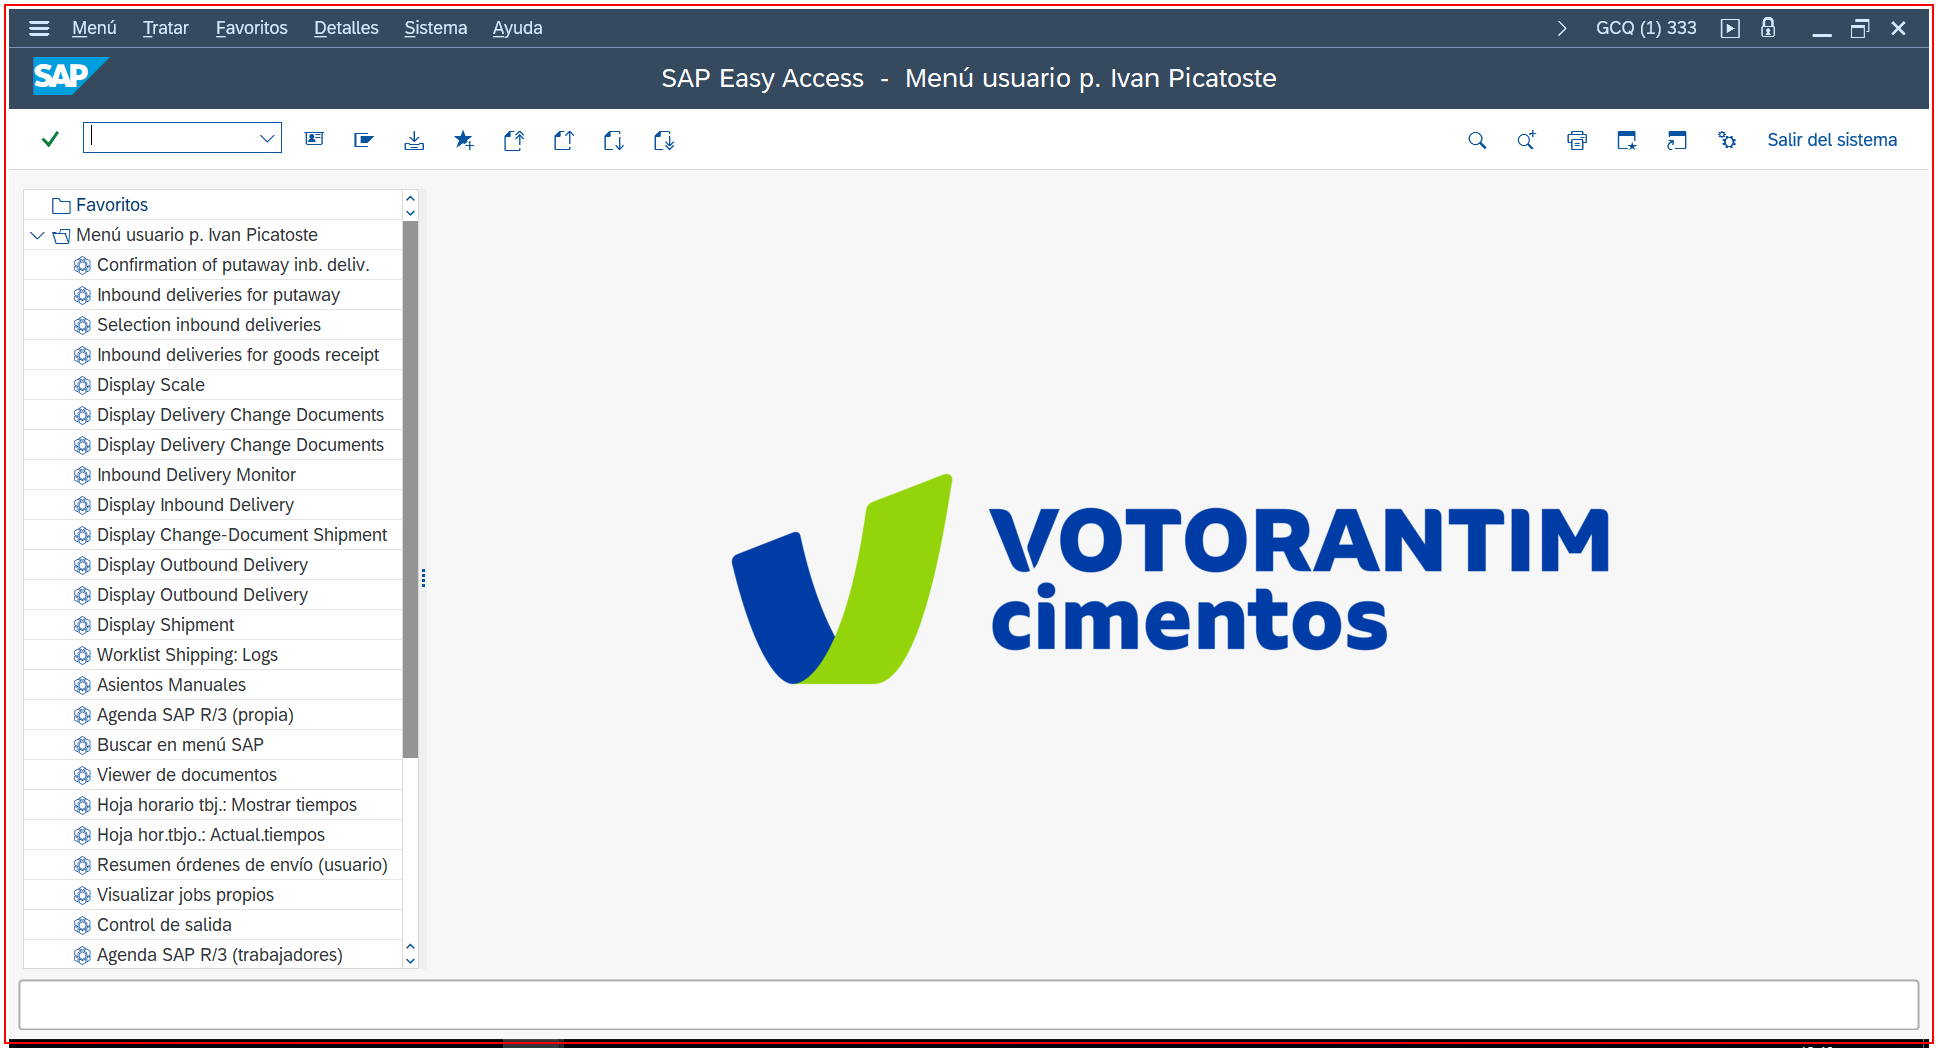 Menú Tratar Favoritos Detalles Sistema Ayuda GCQ (1) 333
SAP SAP Easy Access - Menú usuario p. Ivan Picatoste
Salir del sistema
Favoritos
Menú usuario p. Ivan Picatoste
Confirmation of putaway inb. deliv.
Inbound deliveries for putaway
Selection inbound deliveries
Inbound deliveries for goods receipt
Display Scale
Display Delivery Change Documents
Display Delivery Change Documents
Inbound Delivery Monitor
Display Inbound Delivery
Display Change-Document Shipment
Display Outbound Delivery
Display Outbound Delivery
Display Shipment
Worklist Shipping: Logs
Asientos Manuales
Agenda SAP R/3 (propia)
Buscar en menú SAP
Viewer de documentos
Hoja horario tbj.: Mostrar tiempos
Hoja hor.tbjo.: Actual.tiempos
Resumen órdenes de envío (usuario)
Visualizar jobs propios
Control de salida
Agenda SAP R/3 (trabajadores)
VOTORANTIM
cimentos